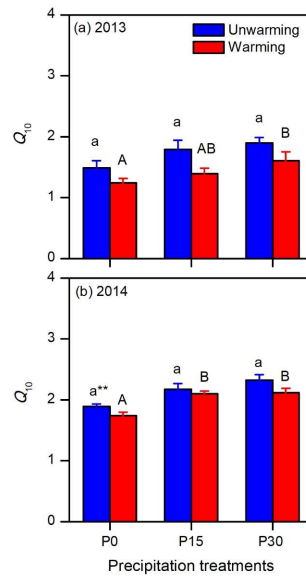 4
(a) 2013
Unwarming
Warming
3
Q10
2
a
A
a
AB
a
B
1
0
4
(b) 2014
3
Q10
2
a**
A
a
B
a
B
1
0
P0
P15
P30
Precipitation treatments